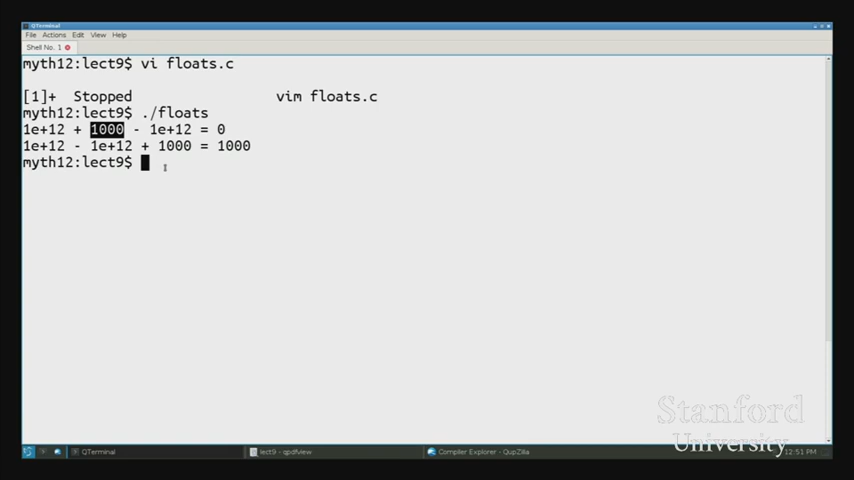 QTerminal
File Actions Edit View Help
Shell No. 1
myth12:lect9$ vi floats.c
[1]+ Stopped vim floats.c
myth12:lect9$ ./floats
1e+12 + 1000 - 1e+12 = 0
1e+12 - 1e+12 + 1000 = 1000
myth12:lect9$
Stanford
University
QTerminal lect9 - qpdfview Compiler Explorer - QupZilla 12:51 PM